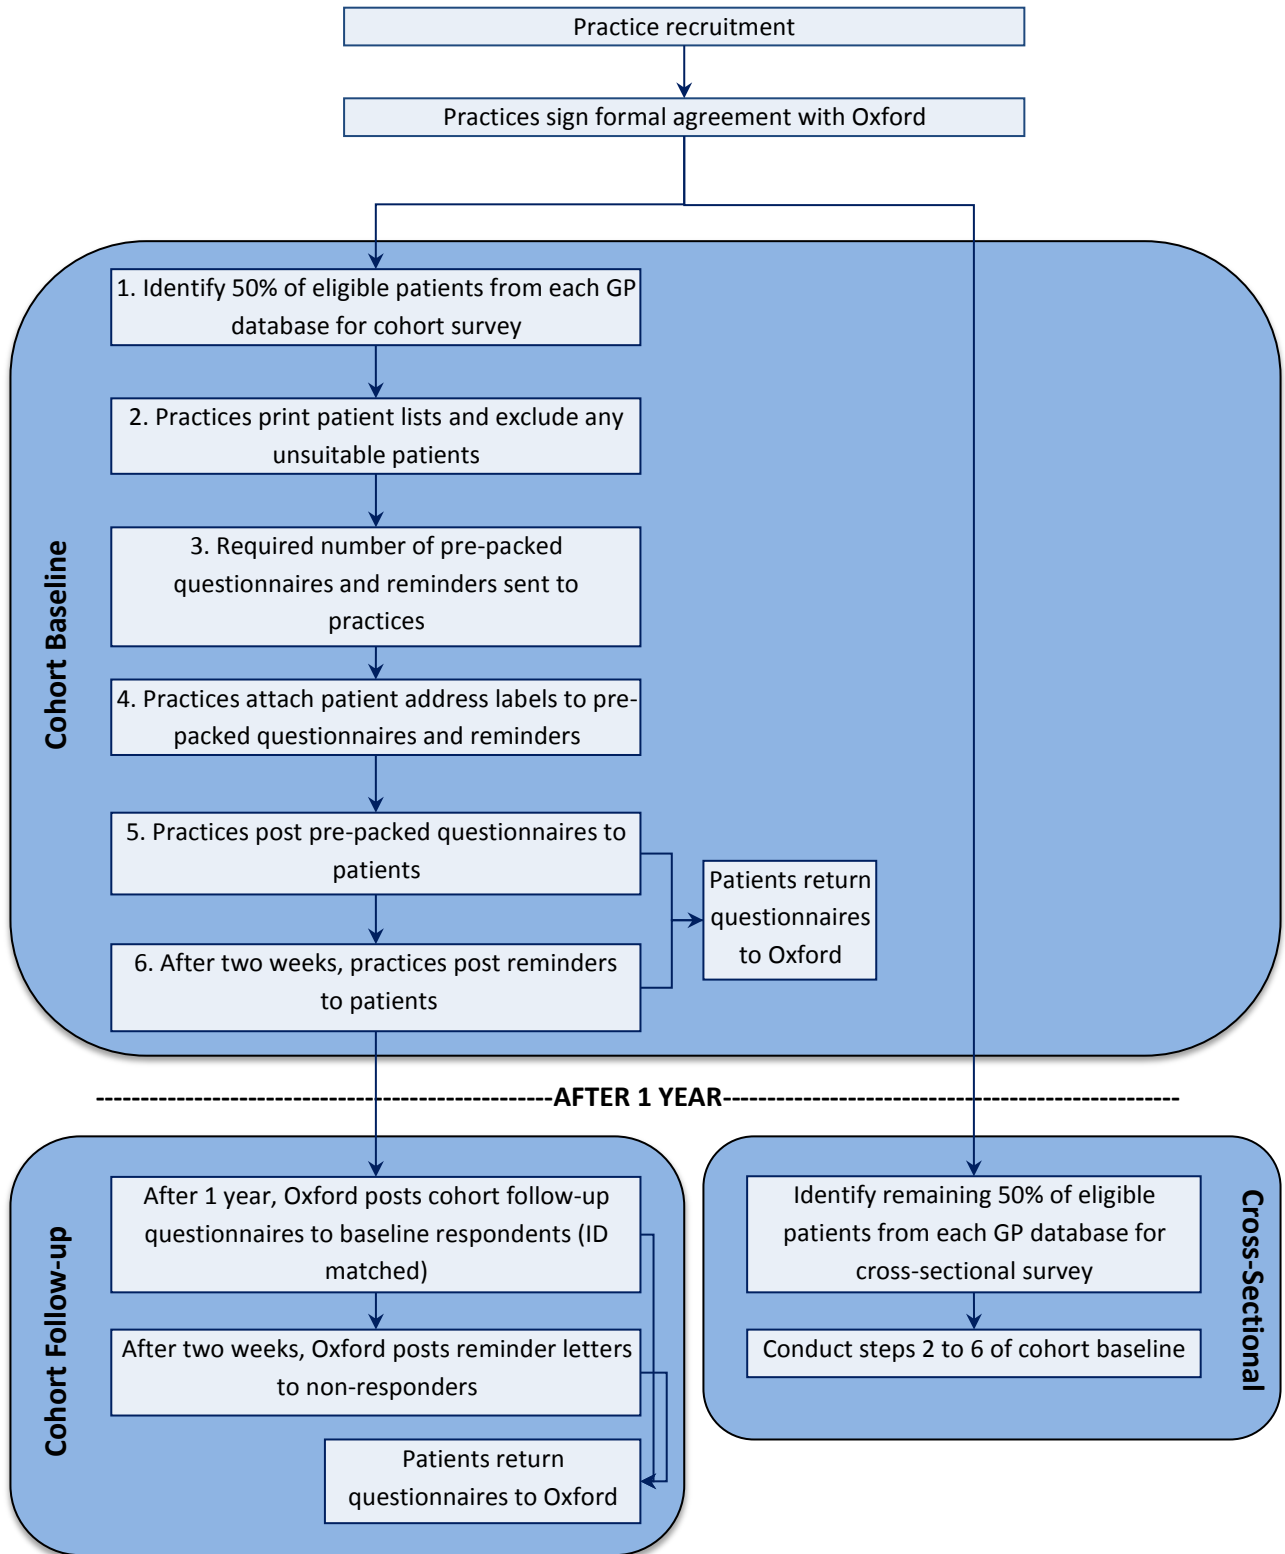 Practice recruitment
Practices sign formal agreement with Oxford
Cohort Baseline
1. Identify 50% of eligible patients from each GP
database for cohort survey
2. Practices print patient lists and exclude any
unsuitable patients
3. Required number of pre-packed
questionnaires and reminders sent to
practices
4. Practices attach patient address labels to pre-
packed questionnaires and reminders
5. Practices post pre-packed questionnaires to
patients
Patients return
questionnaires
to Oxford
6. After two weeks, practices post reminders
to patients
AFTER 1 YEAR
Cohort Follow-up
After 1 year, Oxford posts cohort follow-up
questionnaires to baseline respondents (ID
matched)
After two weeks, Oxford posts reminder letters
to non-responders
Patients return
questionnaires to Oxford
Cross-Sectional
Identify remaining 50% of eligible
patients from each GP database for
cross-sectional survey
Conduct steps 2 to 6 of cohort baseline